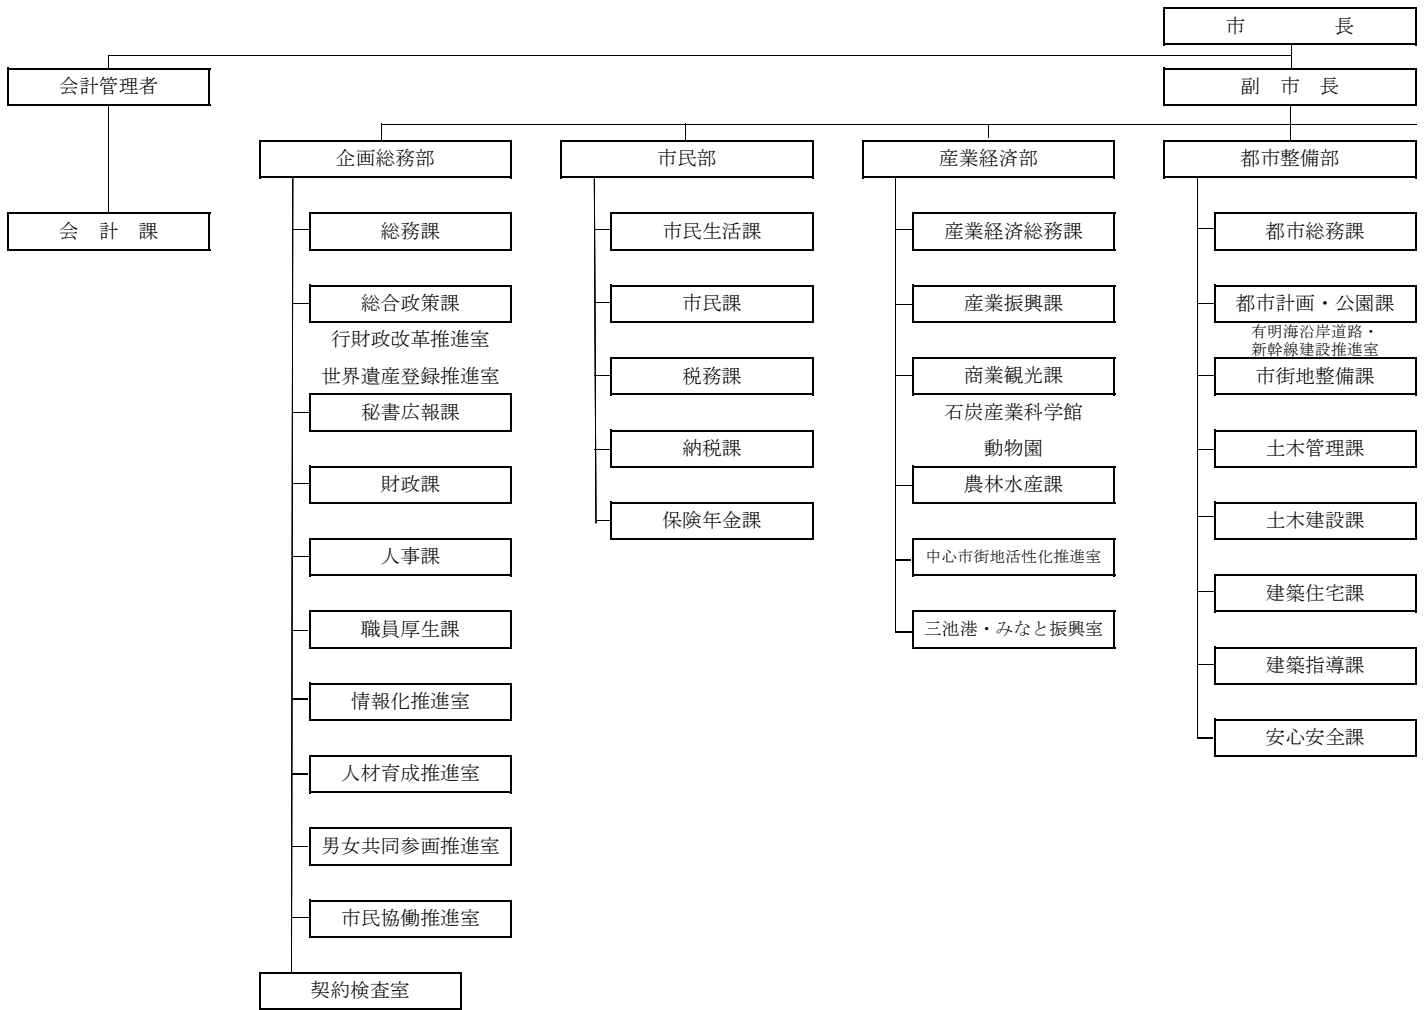 市　　　　長
会計管理者
副　市　長
企画総務部
市民部
産業経済部
都市整備部
会　計　課
総務課
総合政策課
行財政改革推進室
世界遺産登録推進室
秘書広報課
財政課
人事課
職員厚生課
情報化推進室
人材育成推進室
男女共同参画推進室
市民協働推進室
契約検査室
市民生活課
市民課
税務課
納税課
保険年金課
産業経済総務課
産業振興課
商業観光課
石炭産業科学館
動物園
農林水産課
中心市街地活性化推進室
三池港・みなと振興室
都市総務課
都市計画・公園課
有明海沿岸道路・
新幹線建設推進室
市街地整備課
土木管理課
土木建設課
建築住宅課
建築指導課
安心安全課